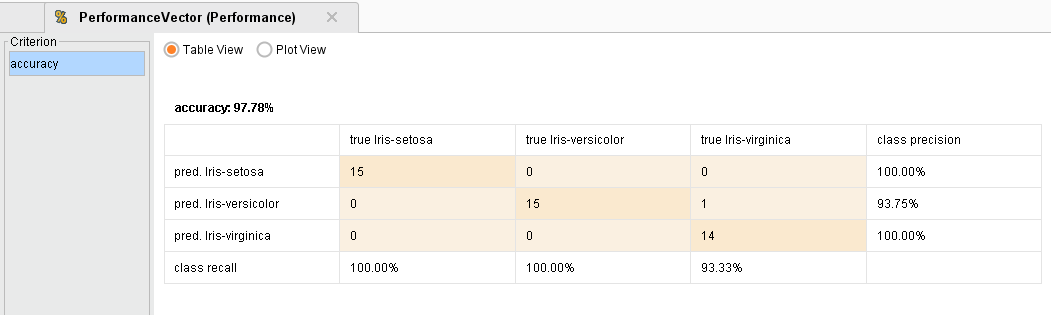 PerformanceVector (Performance)
Criterion
accuracy
Table View Plot View
accuracy: 97.78%
true Iris-setosa true Iris-versicolor true Iris-virginica class precision
pred. Iris-setosa 15 0 0 100.00%
pred. Iris-versicolor 0 15 1 93.75%
pred. Iris-virginica 0 0 14 100.00%
class recall 100.00% 100.00% 93.33%